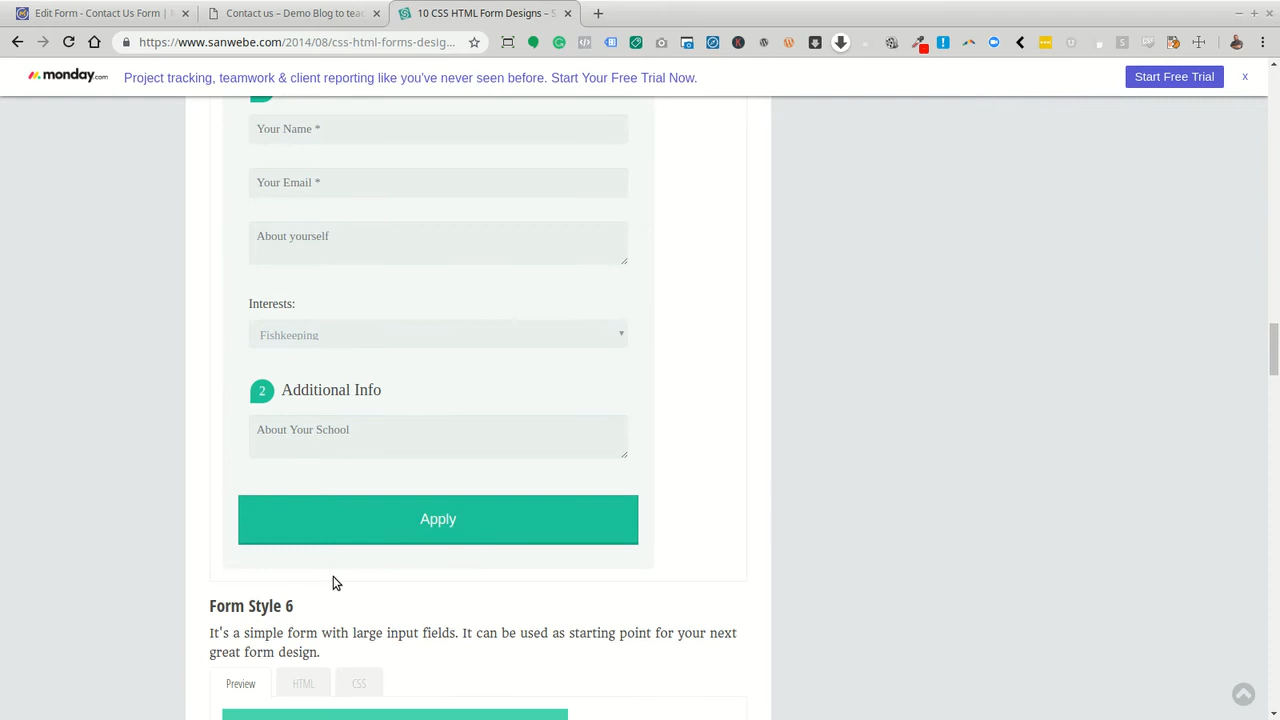 Edit Form - Contact Us Form |
Contact us – Demo Blog to teac
10 CSS HTML Form Designs – S
https://www.sanwebe.com/2014/08/css-html-forms-desig...
monday.com
Project tracking, teamwork & client reporting like you've never seen before. Start Your Free Trial Now.
Start Free Trial
x
Your Name *
Your Email *
About yourself
Interests:
Fishkeeping
2 Additional Info
About Your School
Apply
Form Style 6
It's a simple form with large input fields. It can be used as starting point for your next
great form design.
Preview
HTML
CSS